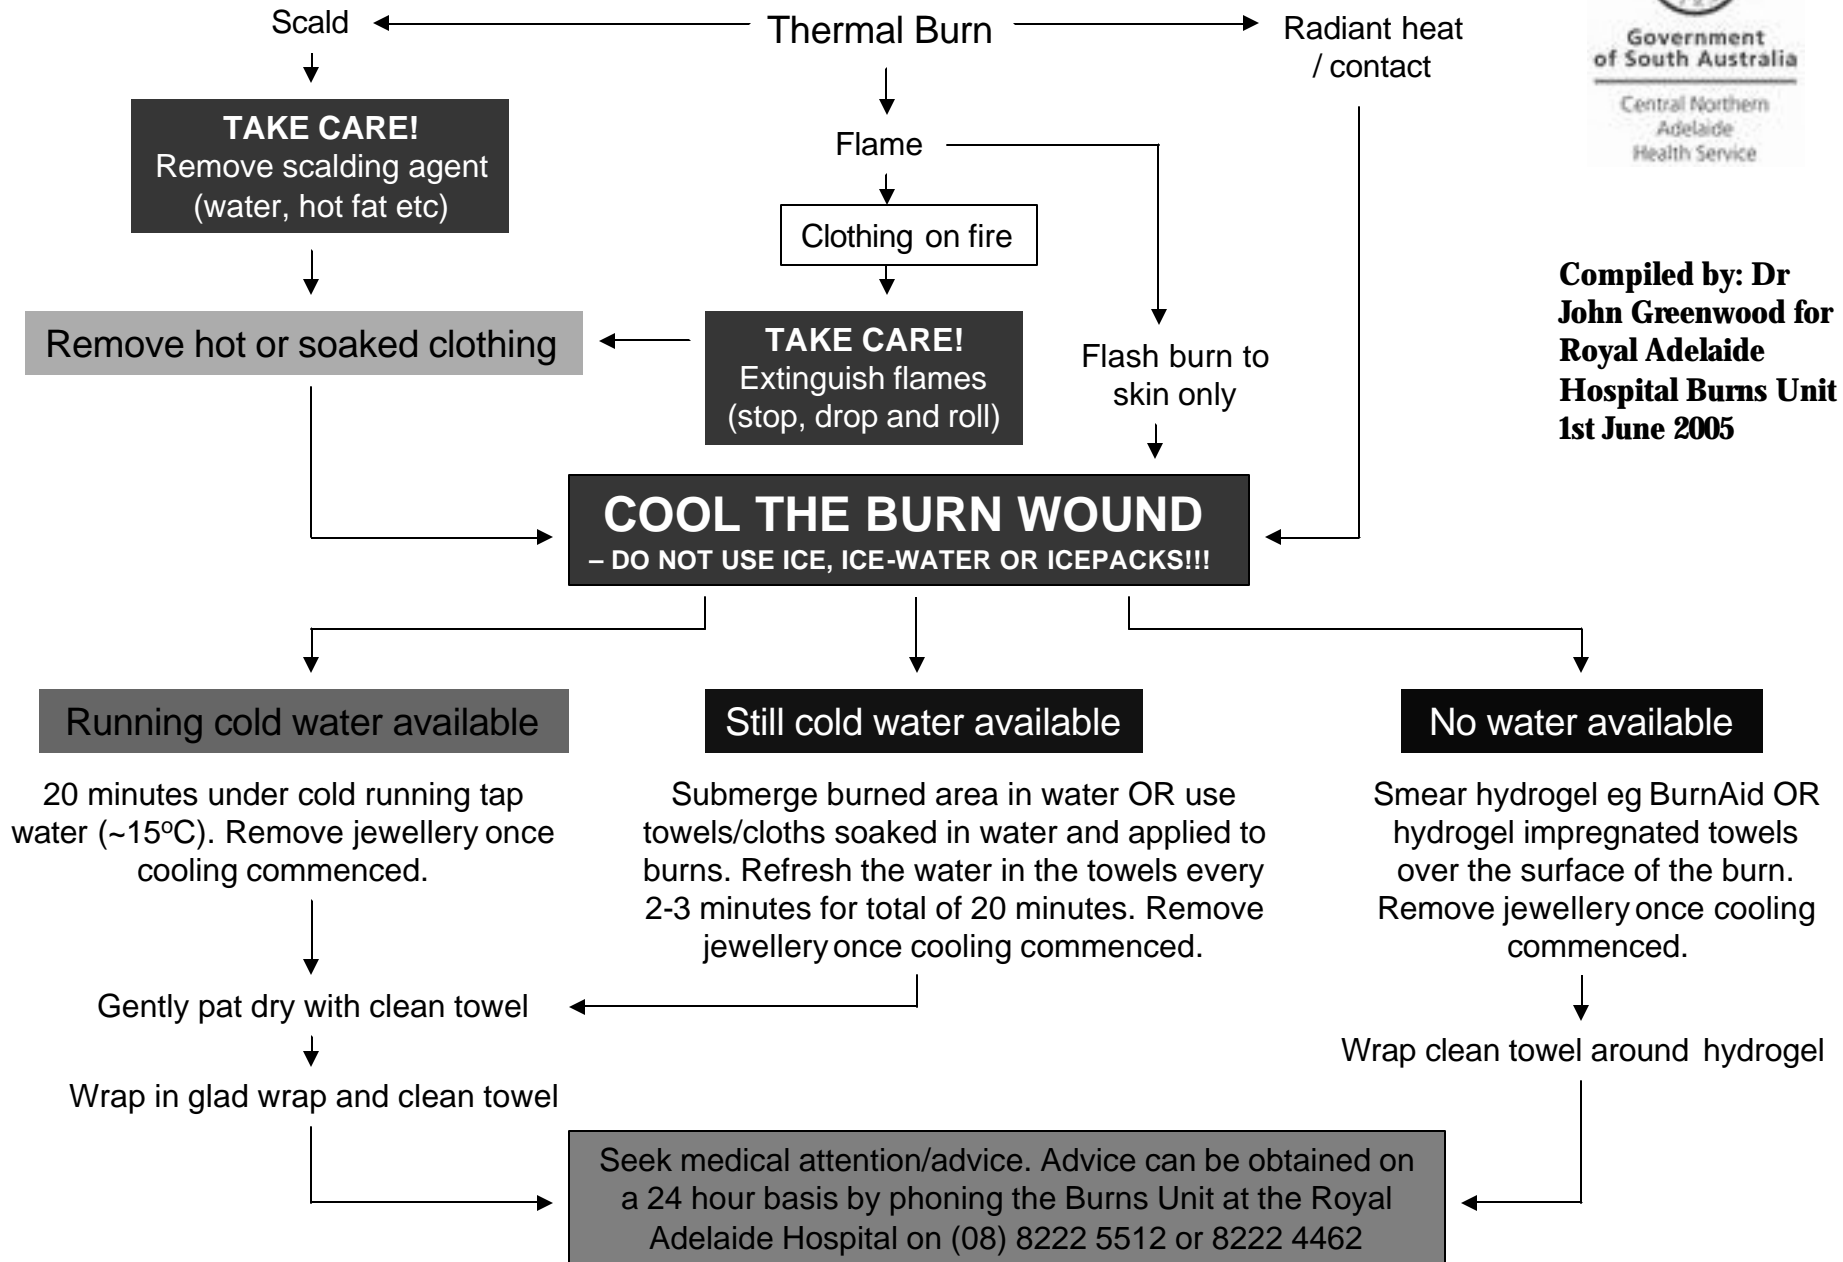 Scald
Thermal Burn
Radiant heat
/ contact
Government
of South Australia
Central Northern
Adelaide
Health Service
TAKE CARE!
Remove scalding agent
(water, hot fat etc)
Flame
Clothing on fire
Remove hot or soaked clothing
TAKE CARE!
Extinguish flames
(stop, drop and roll)
Flash burn to
skin only
Compiled by: Dr
John Greenwood for
Royal Adelaide
Hospital Burns Unit
1st June 2005
COOL THE BURN WOUND
– DO NOT USE ICE, ICE-WATER OR ICEPACKS!!!
Running cold water available
20 minutes under cold running tap
water (~15ºC). Remove jewellery once
cooling commenced.
Gently pat dry with clean towel
Wrap in glad wrap and clean towel
Still cold water available
Submerge burned area in water OR use
towels/cloths soaked in water and applied to
burns. Refresh the water in the towels every
2-3 minutes for total of 20 minutes. Remove
jewellery once cooling commenced.
No water available
Smear hydrogel eg BurnAid OR
hydrogel impregnated towels
over the surface of the burn.
Remove jewellery once cooling
commenced.
Wrap clean towel around hydrogel
Seek medical attention/advice. Advice can be obtained on
a 24 hour basis by phoning the Burns Unit at the Royal
Adelaide Hospital on (08) 8222 5512 or 8222 4462